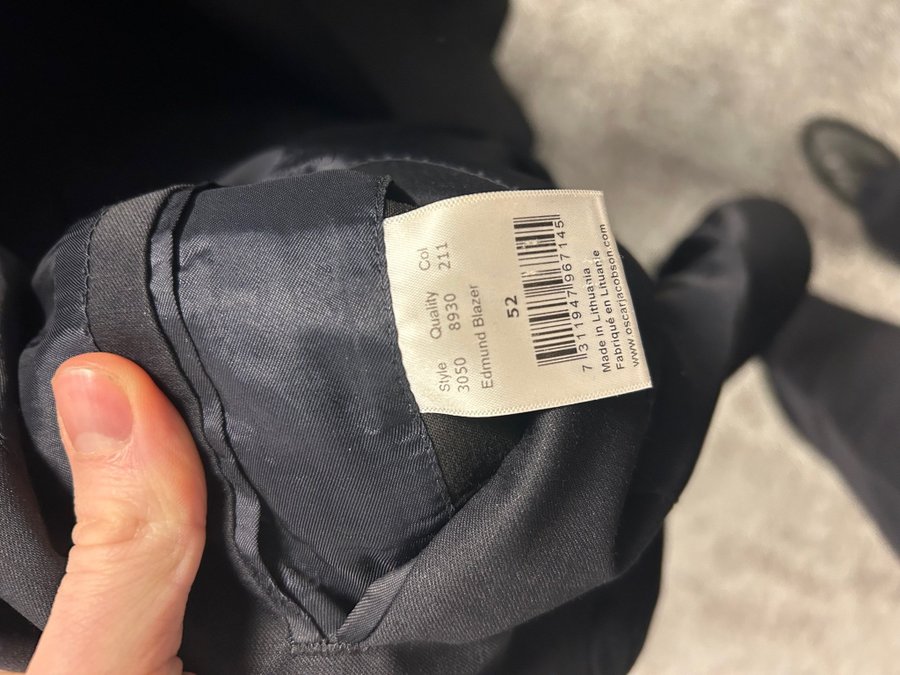 Style Quality Col
3050 8930 211
Edmund Blazer
52
7 311947 967145
Made in Lithuania
Fabriqué en Lituanie
www.oscarjacobson.com